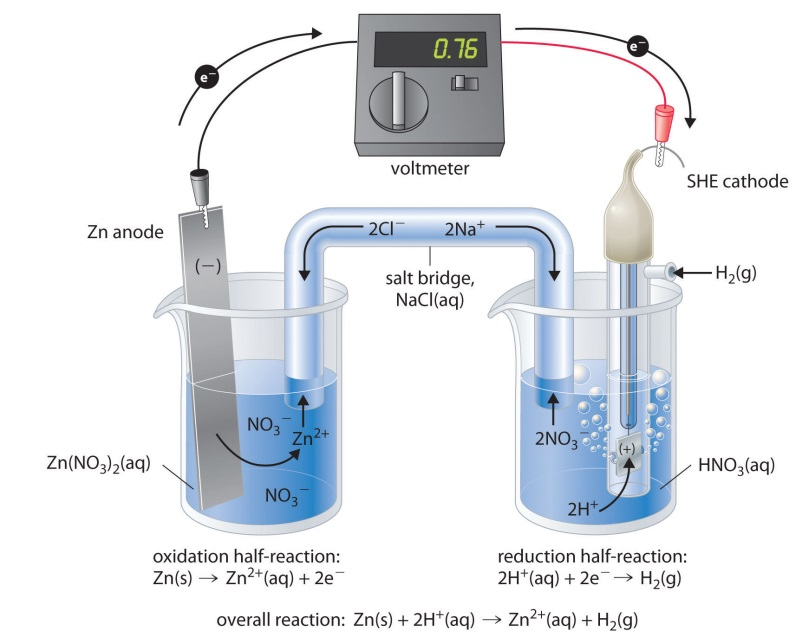 0.76
e⁻
e⁻
voltmeter
SHE cathode
Zn anode
2Cl⁻
2Na⁺
(−)
salt bridge,
NaCl(aq)
H₂(g)
NO₃⁻
Zn²⁺
2NO₃⁻
(+)
Zn(NO₃)₂(aq)
HNO₃(aq)
NO₃⁻
2H⁺
oxidation half-reaction:
Zn(s) → Zn²⁺(aq) + 2e⁻
reduction half-reaction:
2H⁺(aq) + 2e⁻ → H₂(g)
overall reaction: Zn(s) + 2H⁺(aq) → Zn²⁺(aq) + H₂(g)